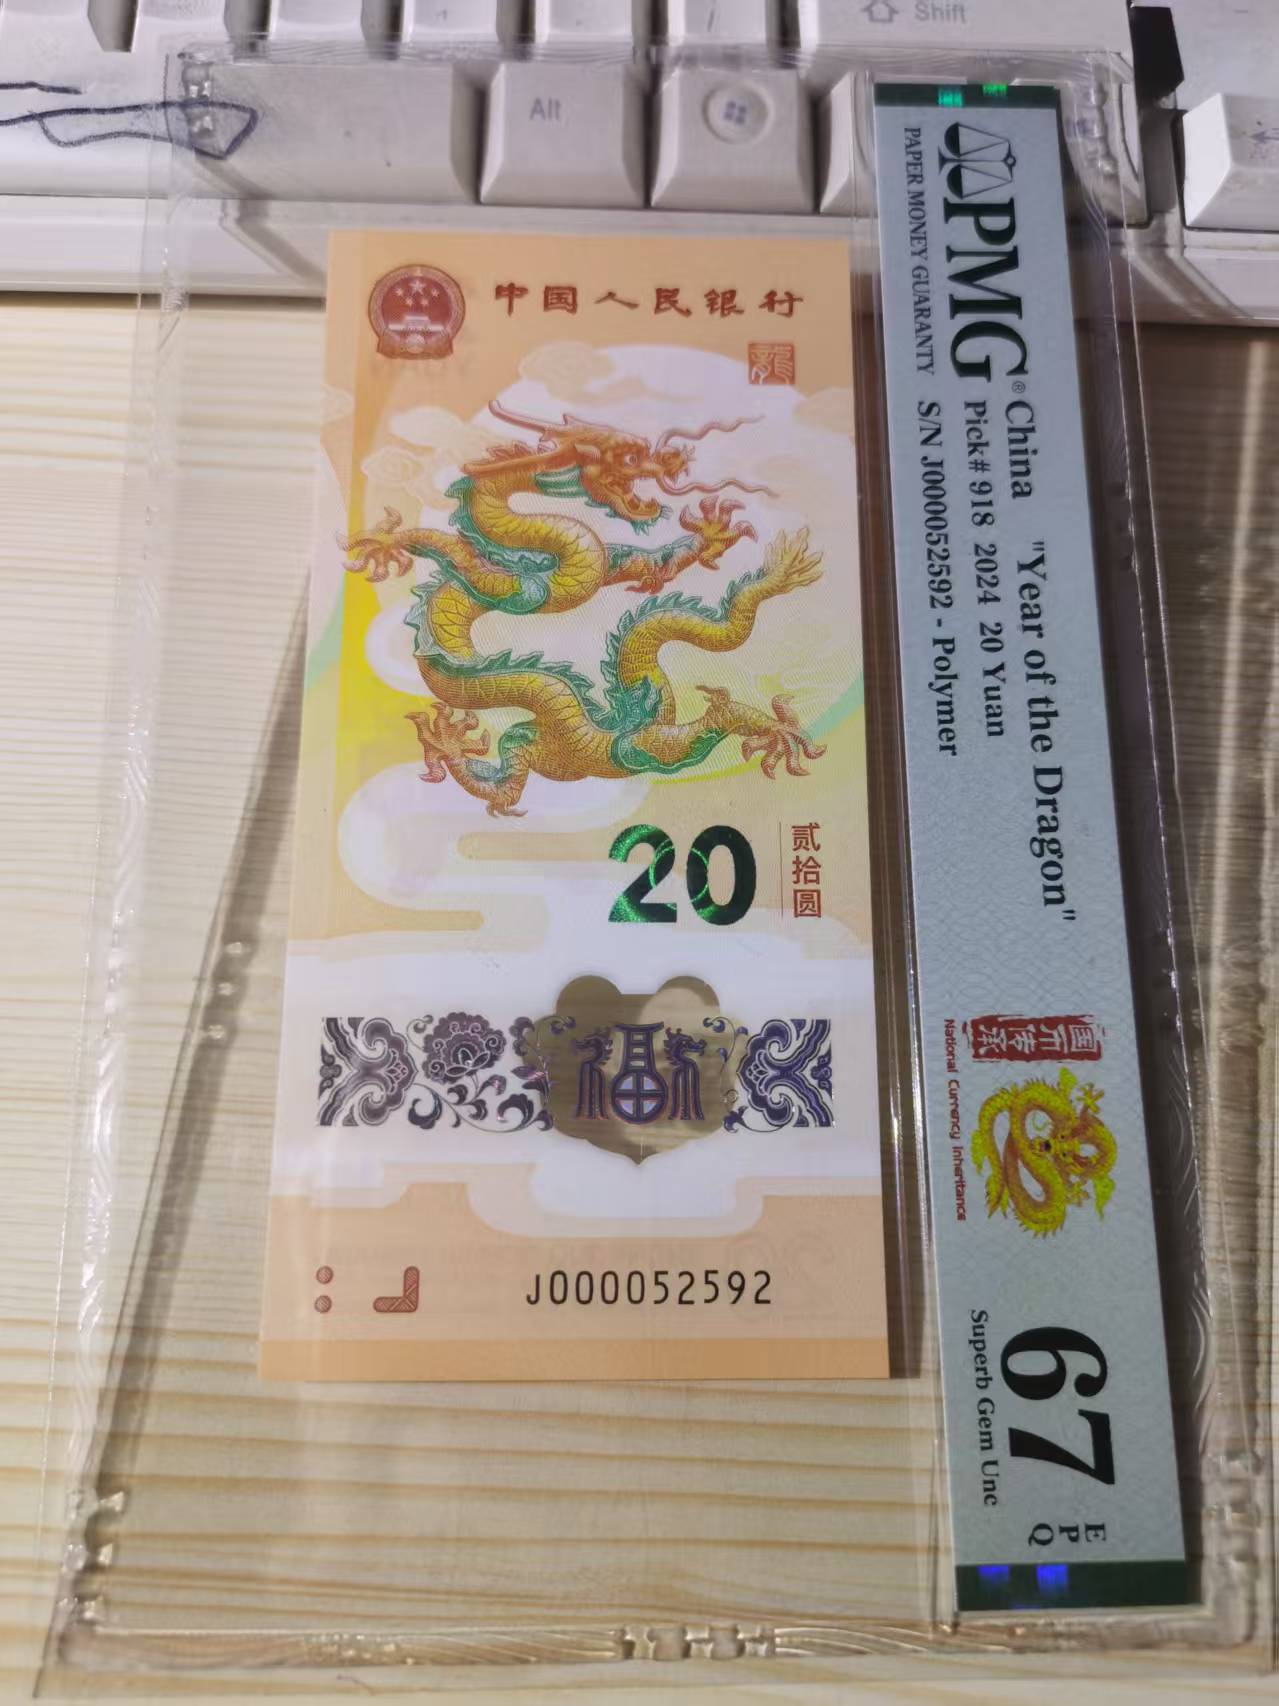 Shift
Alt
中国人民银行
龍
20
贰拾圆
福
J000052592
PMG®
PAPER MONEY GUARANTY
China "Year of the Dragon"
Pick# 918 2024 20 Yuan
S/N J000052592 - Polymer
国币传承
National Currency Inheritance
67
EPQ
Superb Gem Unc